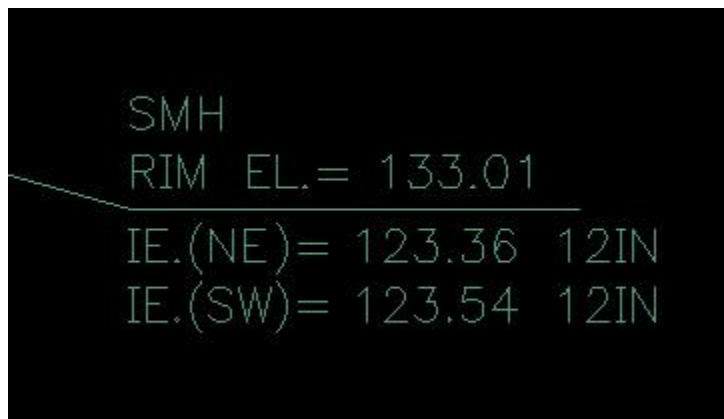 SMH
RIM EL.= 133.01
IE.(NE)= 123.36 12IN
IE.(SW)= 123.54 12IN